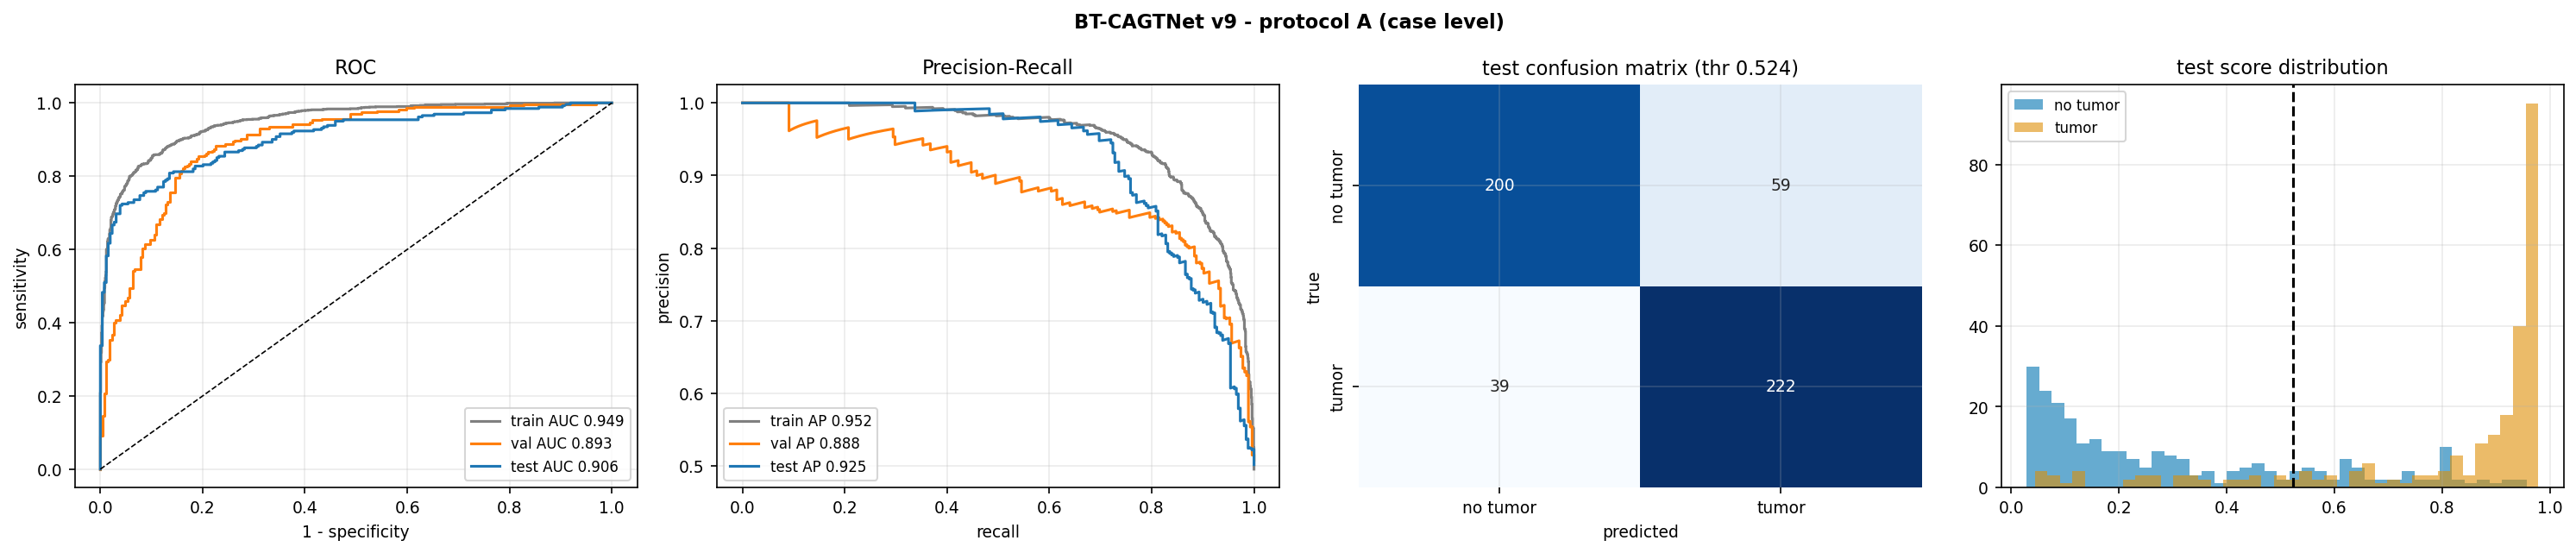 BT-CAGTNet v9 - protocol A (case level)
ROC
1.0
0.8
0.6
0.4
0.2
0.0
sensitivity
0.0 0.2 0.4 0.6 0.8 1.0
1 - specificity
train AUC 0.949
val AUC 0.893
test AUC 0.906
Precision-Recall
1.0
0.9
0.8
0.7
0.6
0.5
precision
0.0 0.2 0.4 0.6 0.8 1.0
recall
train AP 0.952
val AP 0.888
test AP 0.925
test confusion matrix (thr 0.524)
true
no tumor
tumor
200 59
39 222
no tumor tumor
predicted
test score distribution
no tumor
tumor
80
60
40
20
0
0.0 0.2 0.4 0.6 0.8 1.0